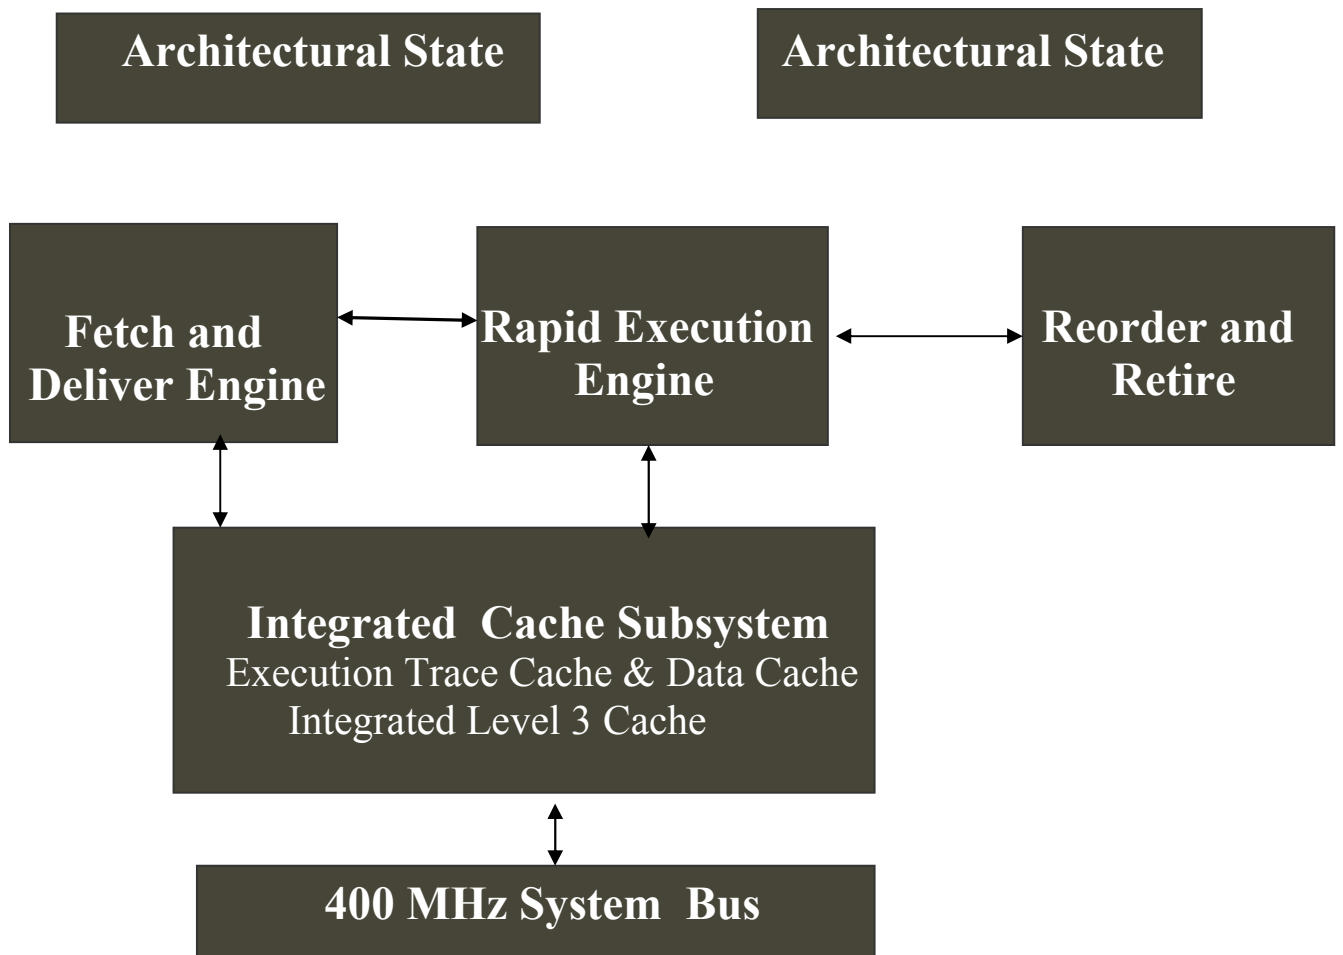 Architectural State
Architectural State
Fetch and
Deliver Engine
Rapid Execution
Engine
Reorder and
Retire
Integrated  Cache Subsystem
Execution Trace Cache & Data Cache
Integrated Level 3 Cache
400 MHz System  Bus